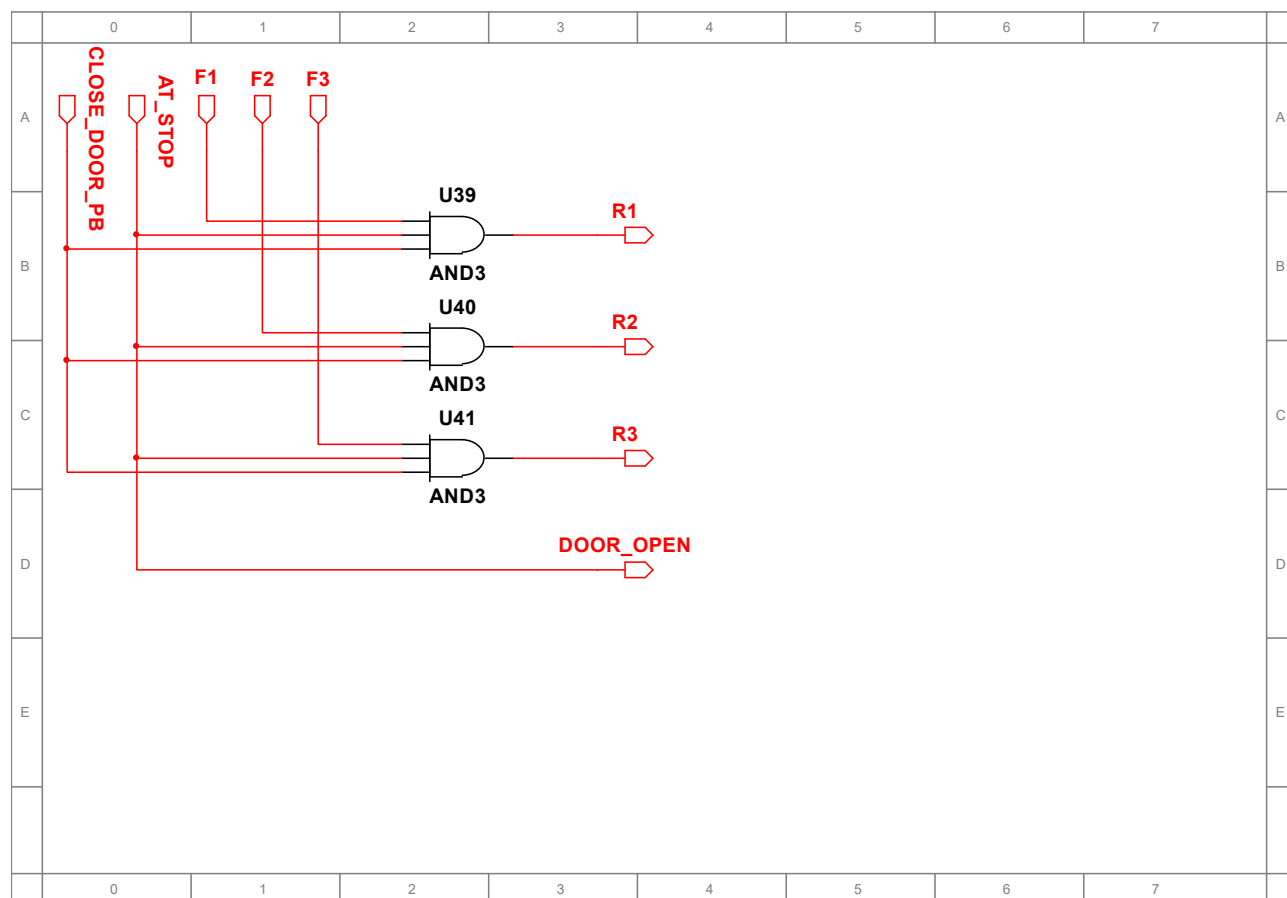 0 1 2 3 4 5 6 7
CLOSE_DOOR_PB
AT_STOP
F1 F2 F3
A A
U39
R1
AND3
B B
U40
R2
AND3
C C
U41
R3
AND3
DOOR_OPEN
D D
E E
0 1 2 3 4 5 6 7